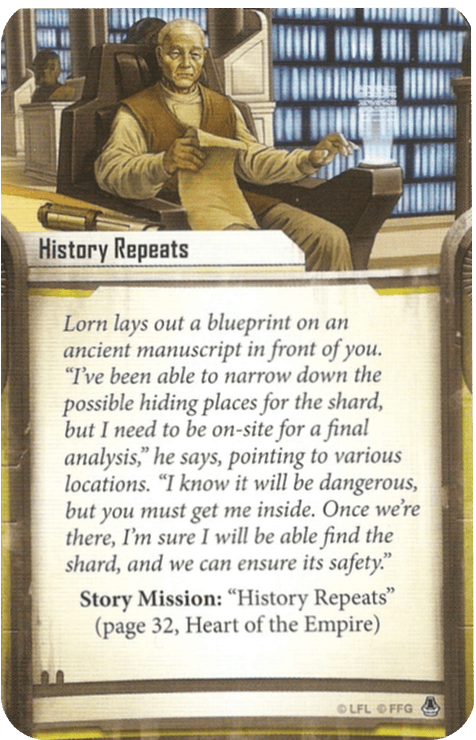 History Repeats
Lorn lays out a blueprint on an
ancient manuscript in front of you.
“I’ve been able to narrow down the
possible hiding places for the shard,
but I need to be on-site for a final
analysis,” he says, pointing to various
locations. “I know it will be dangerous,
but you must get me inside. Once we’re
there, I’m sure I will be able find the
shard, and we can ensure its safety.”
Story Mission: “History Repeats”
(page 32, Heart of the Empire)
© LFL © FFG